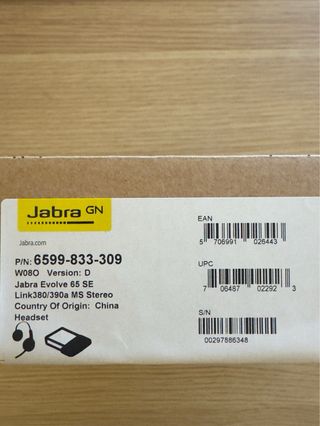 Jabra GN
Jabra.com
P/N: 6599-833-309
W08O Version: D
Jabra Evolve 65 SE
Link380/390a MS Stereo
Country Of Origin: China
Headset
EAN
5 706991 026443
UPC
7 06487 02292 3
S/N
00297886348